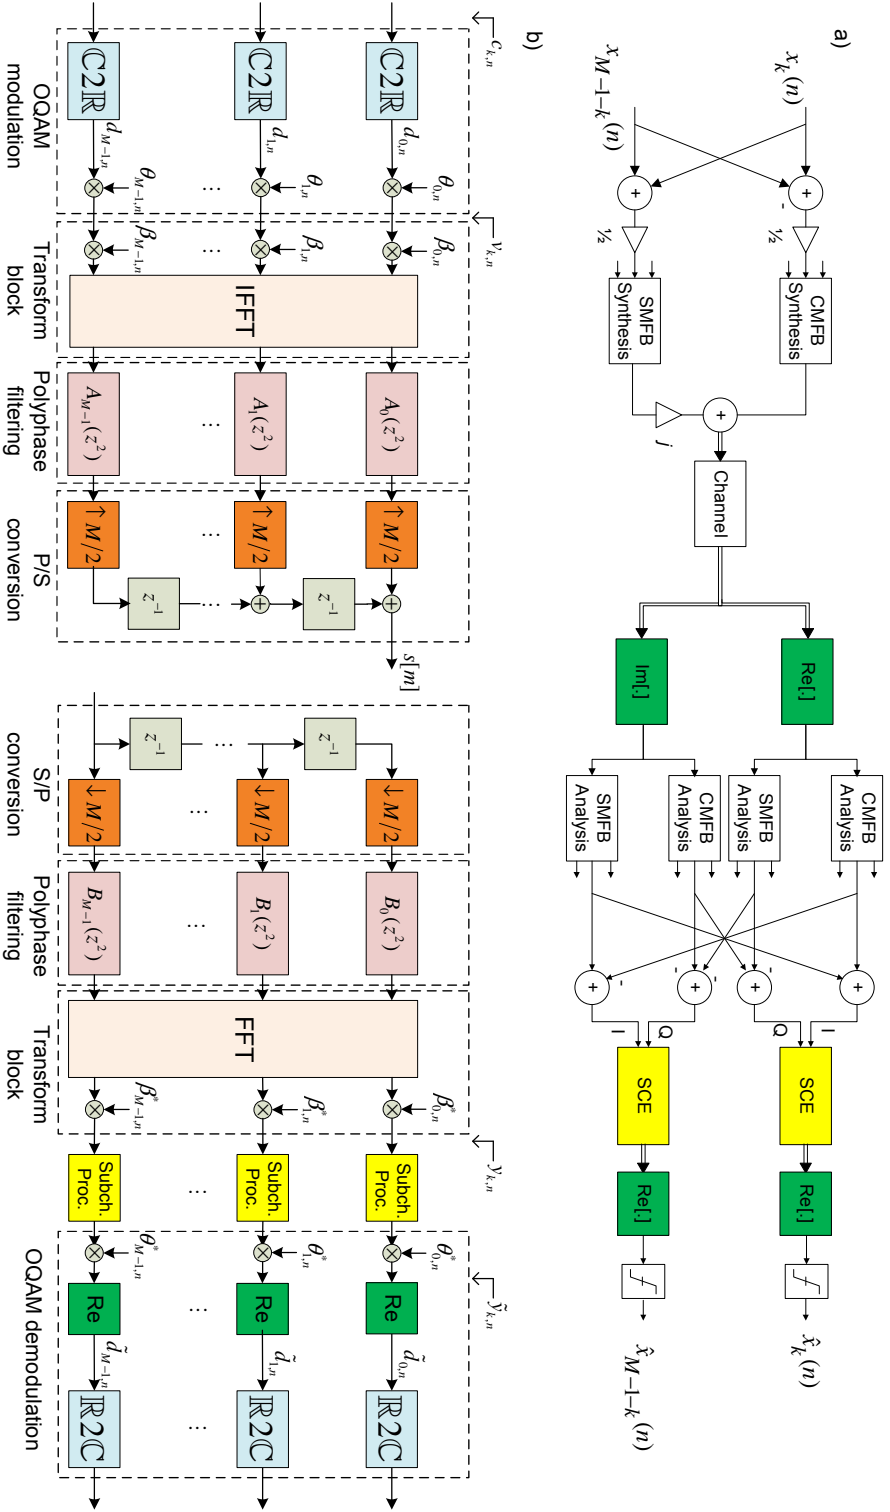 a)
x_k(n)
x_{M-1-k}(n)
+
-
+
½
½
CMFB
Synthesis
SMFB
Synthesis
+
j
Channel
Re[.]
Im[.]
CMFB
Analysis
SMFB
Analysis
CMFB
Analysis
SMFB
Analysis
+
+
-
+
-
-
+
-
I
Q
Q
I
SCE
SCE
Re[.]
Re[.]
x̂_k(n)
x̂_{M-1-k}(n)
b)
c_{k,n}
ℂ2ℝ
ℂ2ℝ
ℂ2ℝ
d_{0,n}
d_{1,n}
d_{M-1,n}
θ_{0,n}
θ_{1,n}
...
θ_{M-1,n}
×
×
×
OQAM
modulation
v_{k,n}
β_{0,n}
β_{1,n}
...
β_{M-1,n}
×
×
×
IFFT
Transform
block
A_0(z^2)
A_1(z^2)
...
A_{M-1}(z^2)
Polyphase
filtering
↑M/2
↑M/2
...
↑M/2
+
z^{-1}
+
...
z^{-1}
s[m]
P/S
conversion
z^{-1}
...
z^{-1}
↓M/2
↓M/2
...
↓M/2
S/P
conversion
B_0(z^2)
B_1(z^2)
...
B_{M-1}(z^2)
Polyphase
filtering
FFT
β*_{0,n}
β*_{1,n}
...
β*_{M-1,n}
×
×
×
Transform
block
y_{k,n}
Subch.
Proc.
Subch.
Proc.
...
Subch.
Proc.
ỹ_{k,n}
θ*_{0,n}
θ*_{1,n}
θ*_{M-1,n}
×
×
×
Re
Re
...
Re
d̃_{0,n}
d̃_{1,n}
d̃_{M-1,n}
ℝ2ℂ
ℝ2ℂ
...
ℝ2ℂ
OQAM demodulation